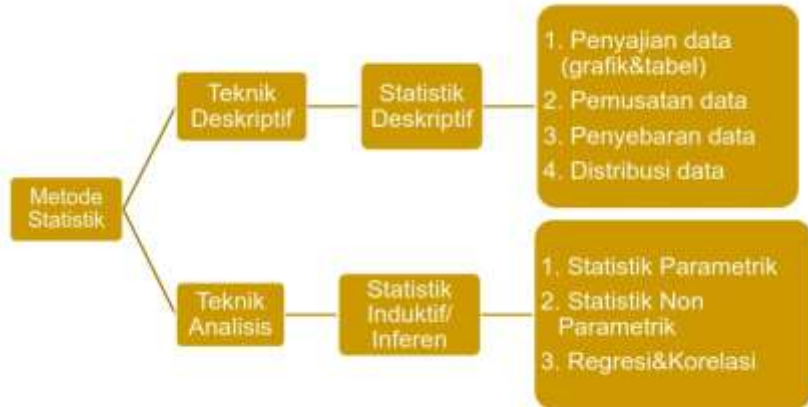 Metode
Statistik
Teknik
Deskriptif
Statistik
Deskriptif
1. Penyajian data
(grafik&tabel)
2. Pemusatan data
3. Penyebaran data
4. Distribusi data
Teknik
Analisis
Statistik
Induktif/
Inferen
1. Statistik Parametrik
2. Statistik Non
Parametrik
3. Regresi&Korelasi